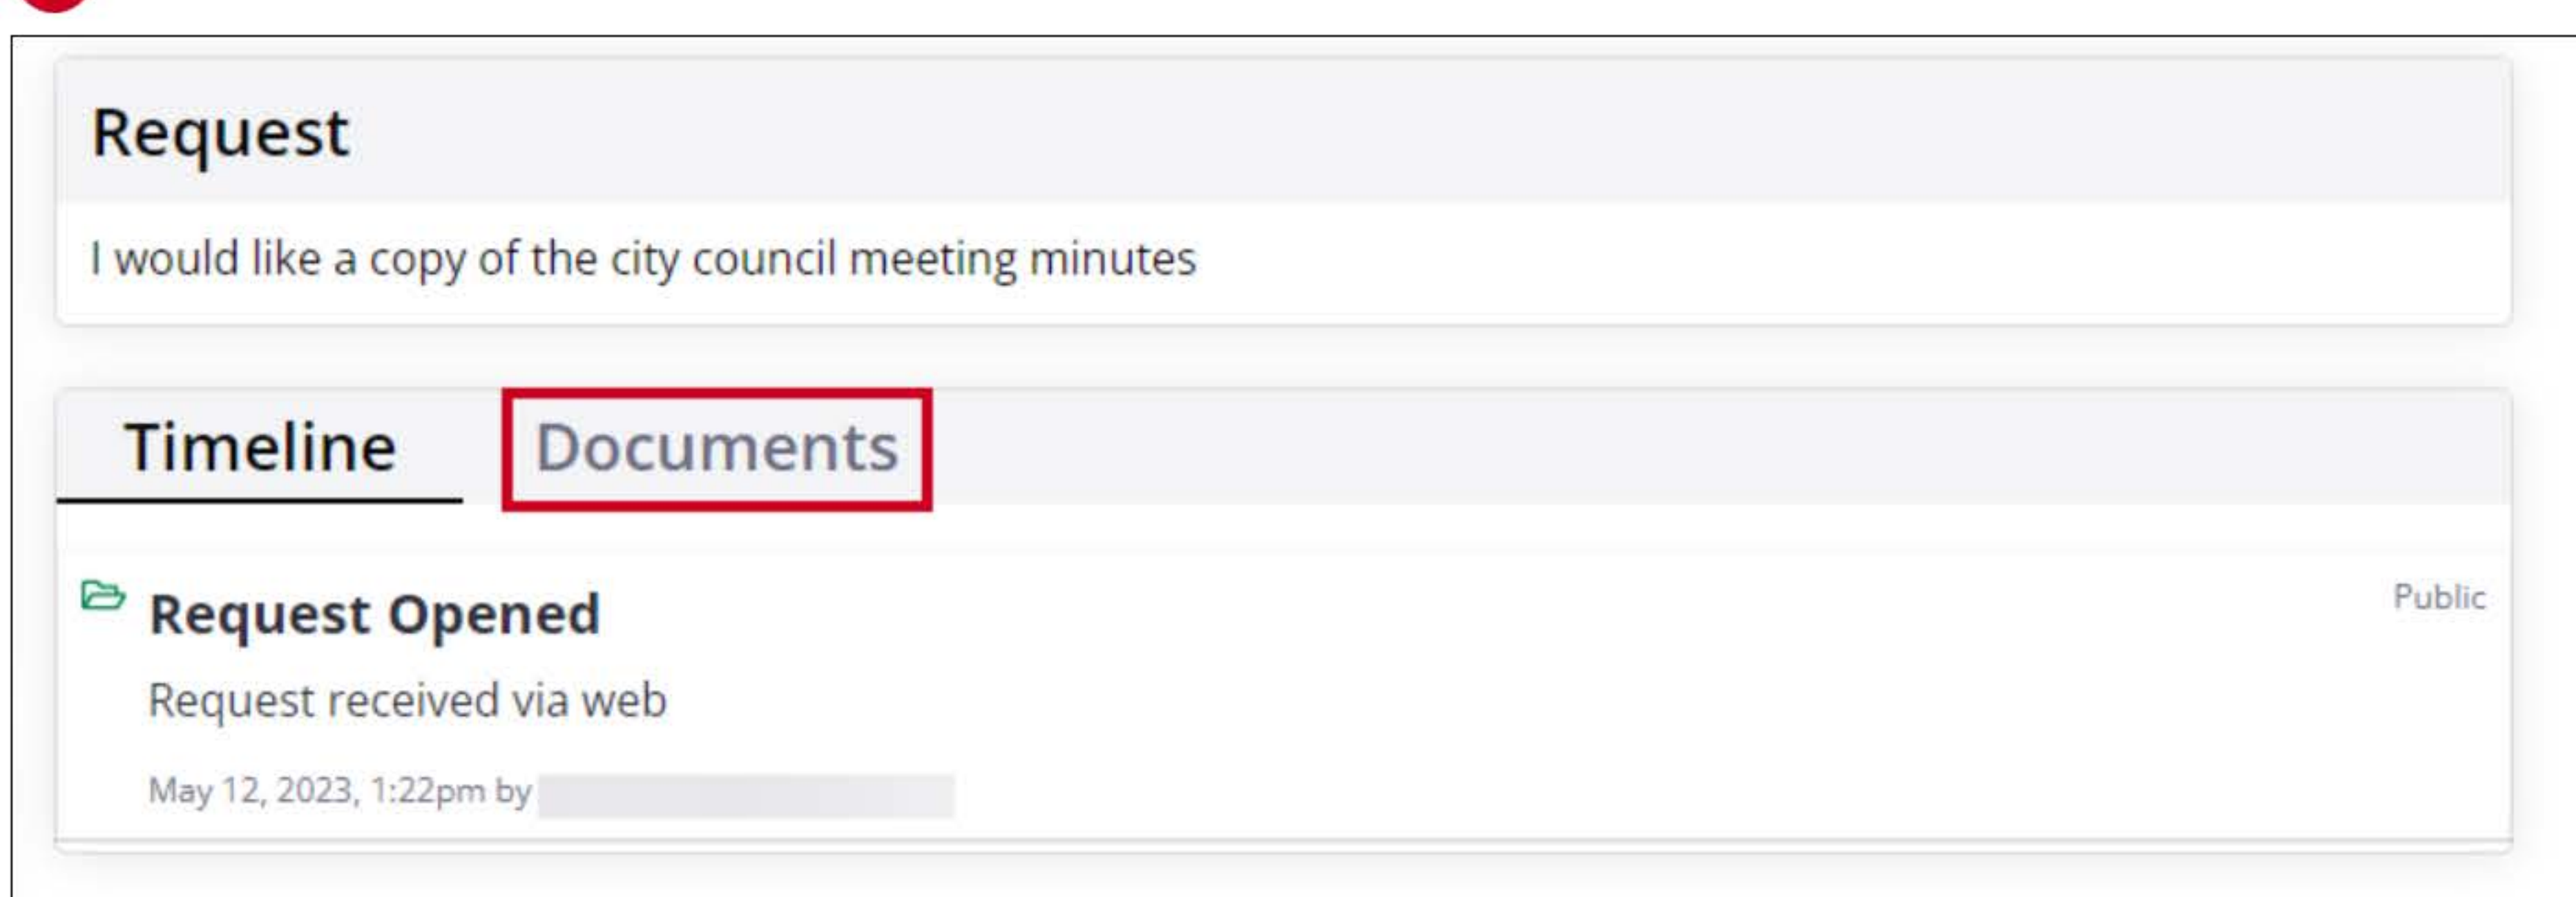 Request
I would like a copy of the city council meeting minutes
Timeline Documents
Request Opened
Public
Request received via web
May 12, 2023, 1:22pm by